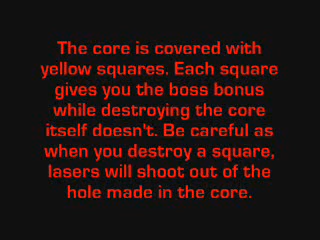 The core is covered with
yellow squares. Each square
gives you the boss bonus
while destroying the core
itself doesn't. Be careful as
when you destroy a square,
lasers will shoot out of the
hole made in the core.